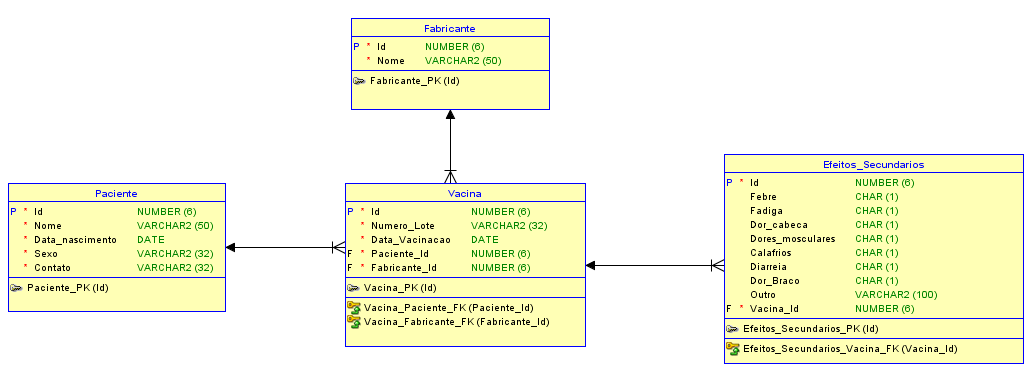 Fabricante
P * Id NUMBER (6)
* Nome VARCHAR2 (50)
Fabricante_PK (Id)
Paciente
P * Id NUMBER (6)
* Nome VARCHAR2 (50)
* Data_nascimento DATE
* Sexo VARCHAR2 (32)
* Contato VARCHAR2 (32)
Paciente_PK (Id)
Vacina
P * Id NUMBER (6)
* Numero_Lote VARCHAR2 (32)
* Data_Vacinacao DATE
F * Paciente_Id NUMBER (6)
F * Fabricante_Id NUMBER (6)
Vacina_PK (Id)
Vacina_Paciente_FK (Paciente_Id)
Vacina_Fabricante_FK (Fabricante_Id)
Efeitos_Secundarios
P * Id NUMBER (6)
Febre CHAR (1)
Fadiga CHAR (1)
Dor_cabeca CHAR (1)
Dores_mosculares CHAR (1)
Calafrios CHAR (1)
Diarreia CHAR (1)
Dor_Braco CHAR (1)
Outro VARCHAR2 (100)
F * Vacina_Id NUMBER (6)
Efeitos_Secundarios_PK (Id)
Efeitos_Secundarios_Vacina_FK (Vacina_Id)